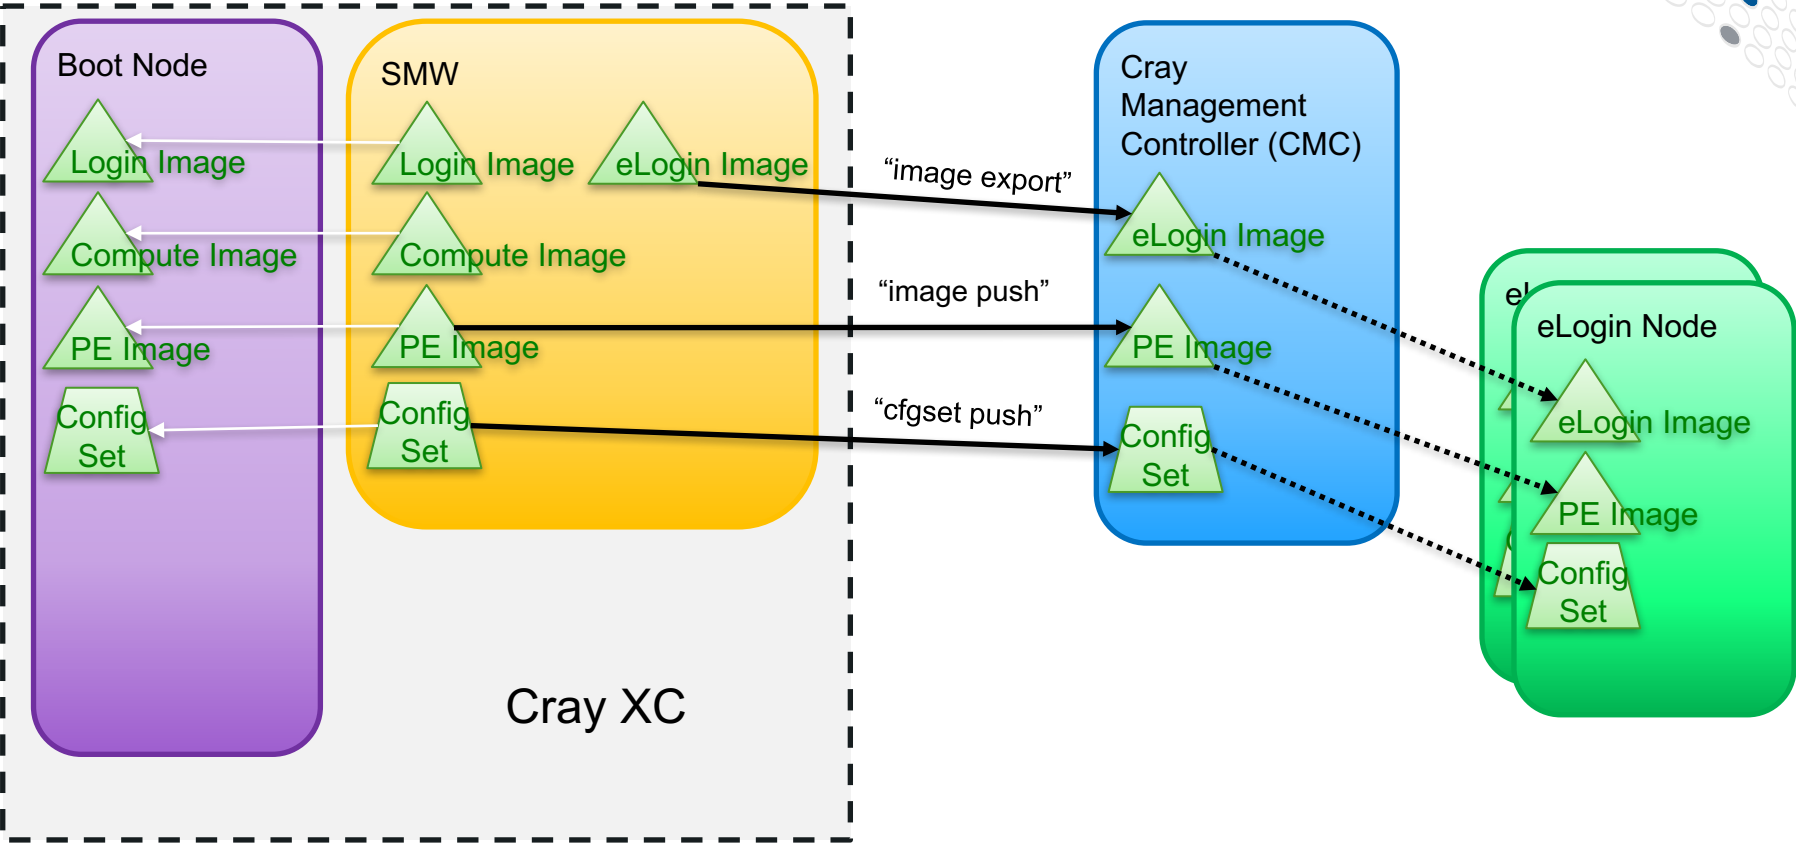 Boot Node
Login Image
Compute Image
PE Image
Config
Set
SMW
Login Image
eLogin Image
Compute Image
PE Image
Config
Set
Cray XC
“image export”
“image push”
“cfgset push”
Cray
Management
Controller (CMC)
eLogin Image
PE Image
Config
Set
eLogin Node
eLogin Image
PE Image
Config
Set